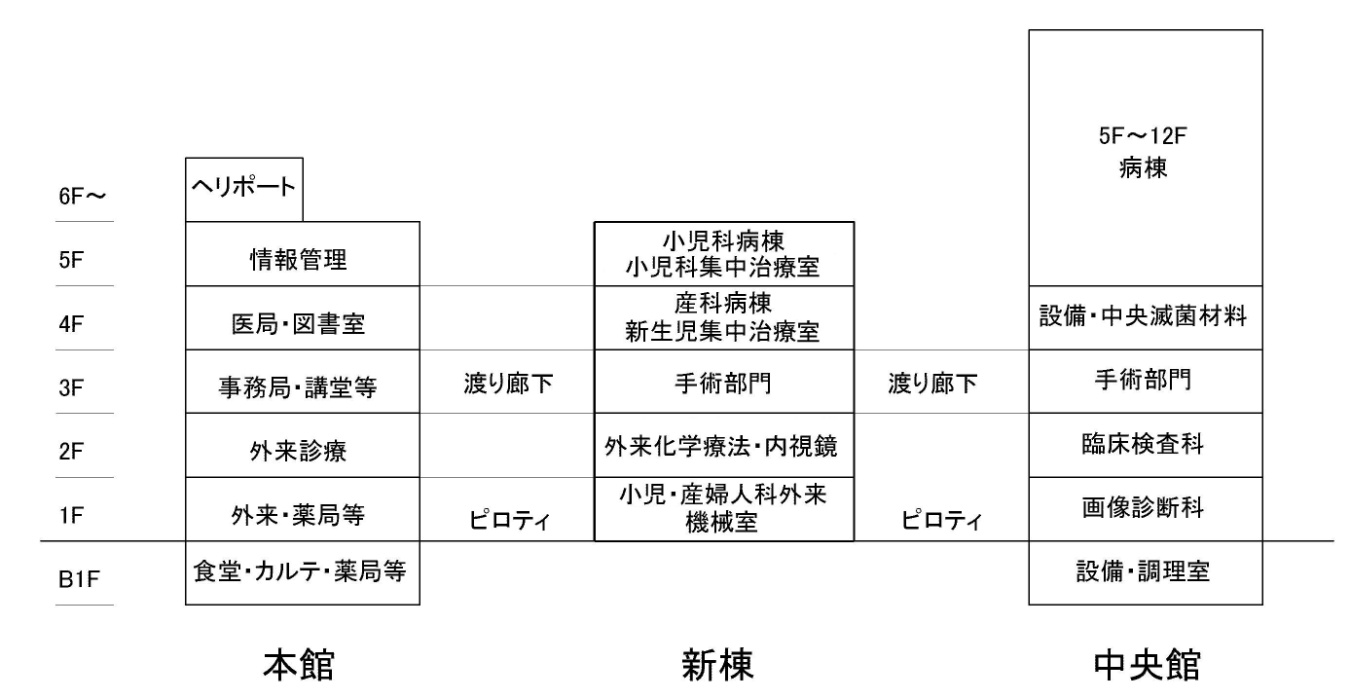 5F～12F
病棟
6F～
ヘリポート
5F
情報管理
小児科病棟
小児科集中治療室
4F
医局・図書室
産科病棟
新生児集中治療室
設備・中央滅菌材料
3F
事務局・講堂等
渡り廊下
手術部門
渡り廊下
手術部門
2F
外来診療
外来化学療法・内視鏡
臨床検査科
1F
外来・薬局等
ピロティ
小児・産婦人科外来
機械室
ピロティ
画像診断科
B1F
食堂・カルテ・薬局等
設備・調理室
本館
新棟
中央館